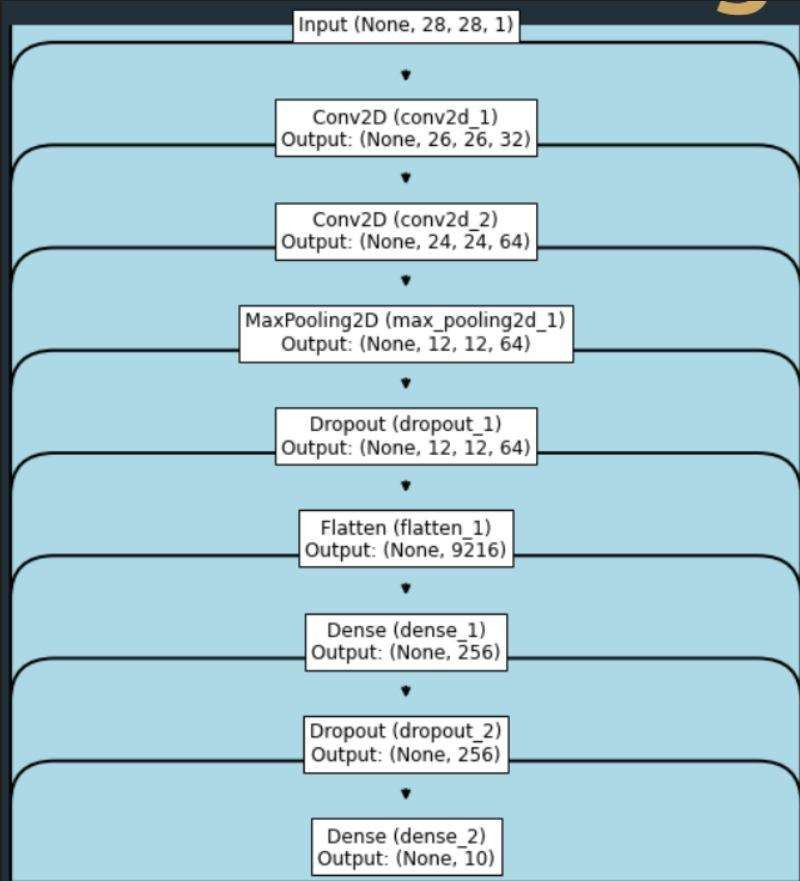 Input (None, 28, 28, 1)
Conv2D (conv2d_1)
Output: (None, 26, 26, 32)
Conv2D (conv2d_2)
Output: (None, 24, 24, 64)
MaxPooling2D (max_pooling2d_1)
Output: (None, 12, 12, 64)
Dropout (dropout_1)
Output: (None, 12, 12, 64)
Flatten (flatten_1)
Output: (None, 9216)
Dense (dense_1)
Output: (None, 256)
Dropout (dropout_2)
Output: (None, 256)
Dense (dense_2)
Output: (None, 10)